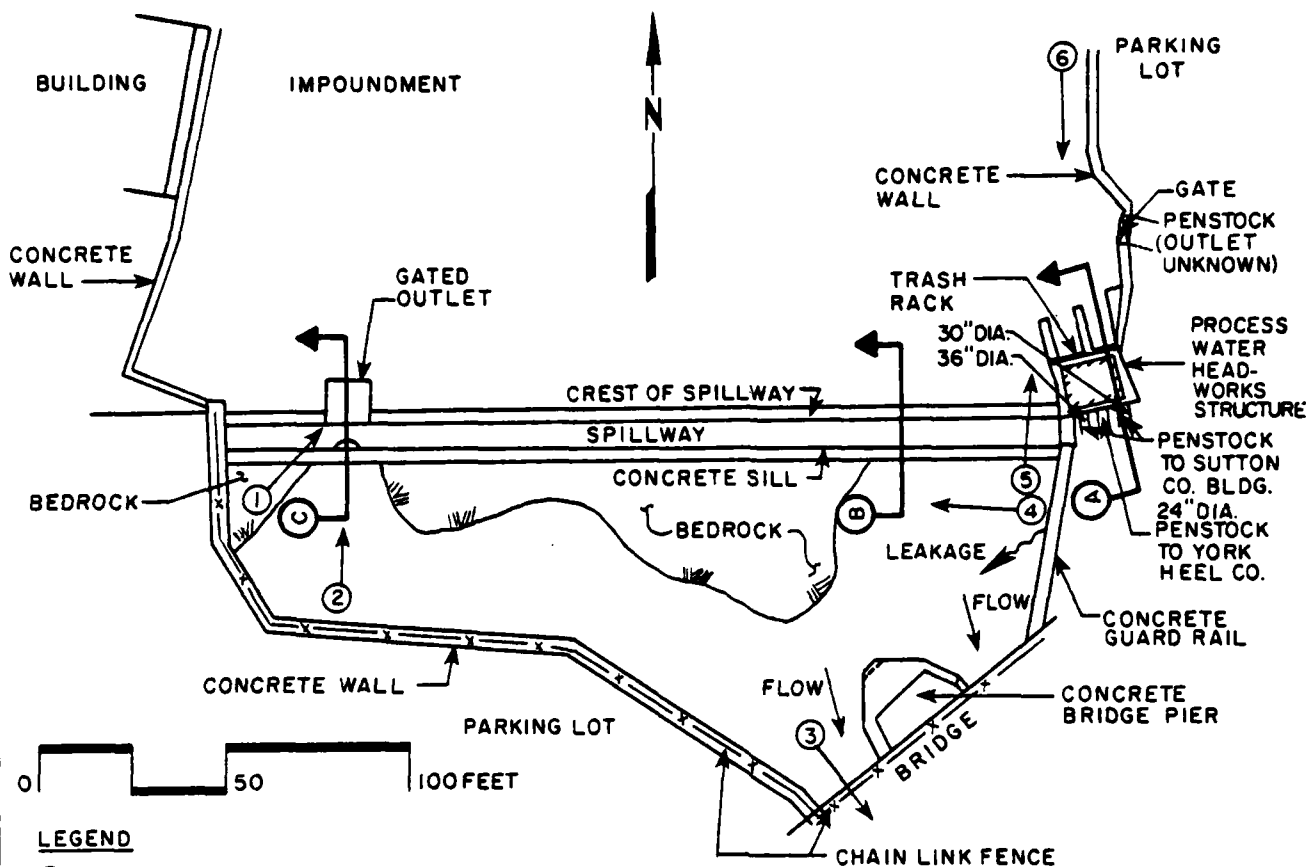 BUILDING
IMPOUNDMENT
N
6
PARKING
LOT
CONCRETE
WALL
GATE
PENSTOCK
(OUTLET
UNKNOWN)
CONCRETE
WALL
GATED
OUTLET
TRASH
RACK
30" DIA.
36" DIA.
PROCESS
WATER
HEAD-
WORKS
STRUCTURE
CREST OF SPILLWAY
SPILLWAY
CONCRETE SILL
BEDROCK
1
C
2
BEDROCK
B
5
4
A
PENSTOCK
TO SUTTON
CO. BLDG.
24" DIA.
PENSTOCK
TO YORK
HEEL CO.
LEAKAGE
FLOW
CONCRETE
GUARD RAIL
CONCRETE WALL
FLOW
CONCRETE
BRIDGE PIER
PARKING LOT
3
BRIDGE
0 50 100 FEET
LEGEND
CHAIN LINK FENCE